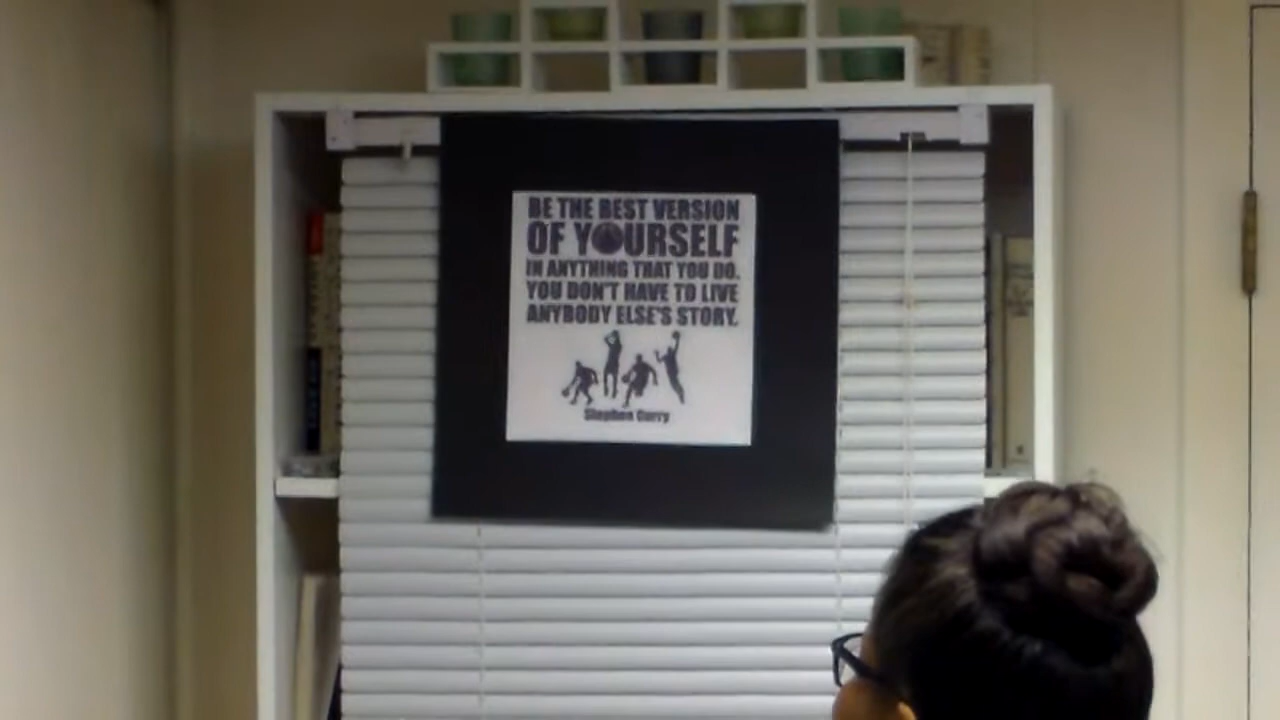 BE THE BEST VERSION
OF YOURSELF
IN ANYTHING THAT YOU DO.
YOU DON'T HAVE TO LIVE
ANYBODY ELSE'S STORY.
Stephen Curry